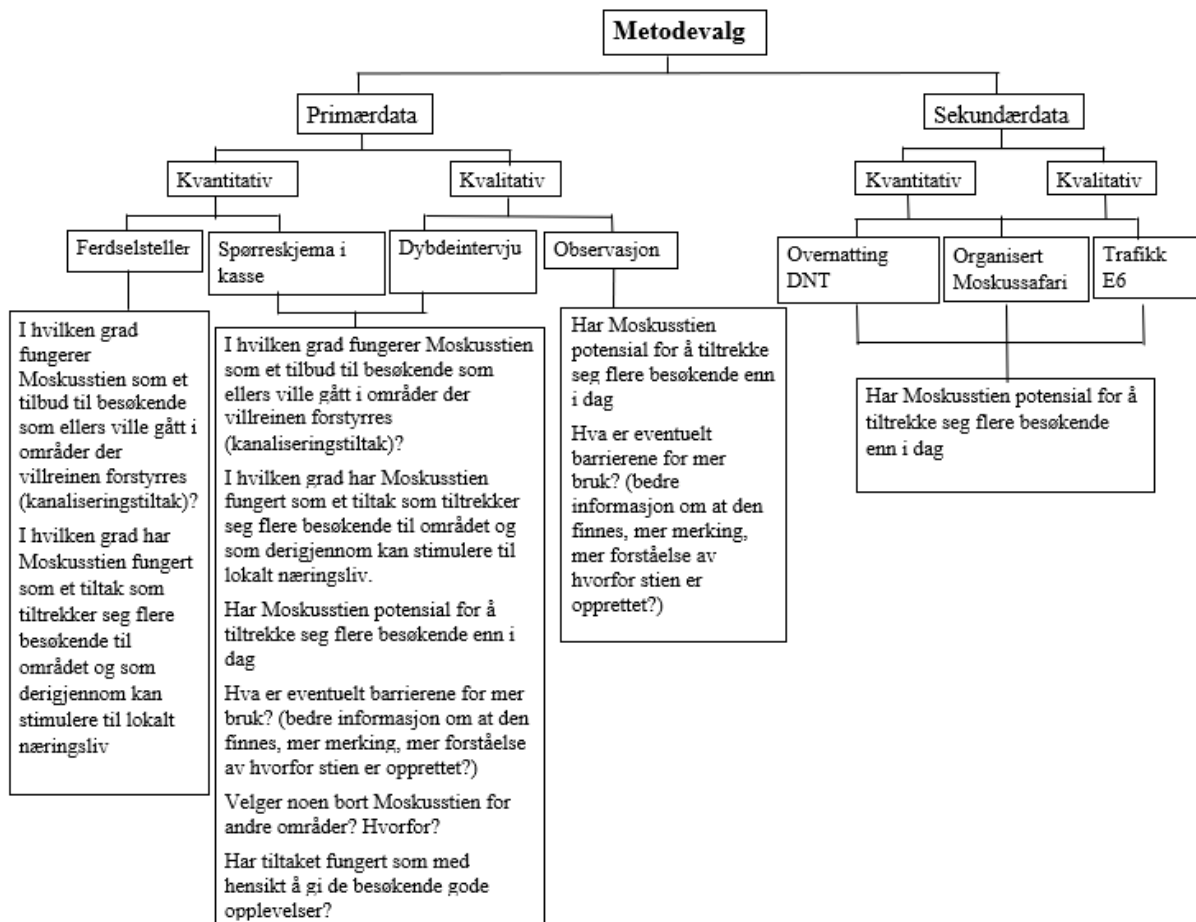 Metodevalg
Primærdata
Sekundærdata
Kvantitativ
Kvalitativ
Kvantitativ
Kvalitativ
Ferdselsteller
Spørreskjema i
kasse
Dybdeintervju
Observasjon
Overnatting
DNT
Organisert
Moskussafari
Trafikk
E6
I hvilken grad
fungerer
Moskusstien som et
tilbud til besøkende
som ellers ville gått i
områder der
villreinen forstyrres
(kanaliseringstiltak)?
I hvilken grad har
Moskusstien fungert
som et tiltak som
tiltrekker seg flere
besøkende til
området og som
derigjennom kan
stimulere til lokalt
næringsliv
I hvilken grad fungerer Moskusstien
som et tilbud til besøkende som
ellers ville gått i områder der
villreinen forstyrres
(kanaliseringstiltak)?
I hvilken grad har Moskusstien
fungert som et tiltak som tiltrekker
seg flere besøkende til området og
som derigjennom kan stimulere til
lokalt næringsliv.
Har Moskusstien potensial for å
tiltrekke seg flere besøkende enn i
dag
Hva er eventuelt barrierene for mer
bruk? (bedre informasjon om at den
finnes, mer merking, mer forståelse
av hvorfor stien er opprettet?)
Velger noen bort Moskusstien for
andre områder? Hvorfor?
Har tiltaket fungert som med
hensikt å gi de besøkende gode
opplevelser?
Har Moskusstien
potensial for å tiltrekke
seg flere besøkende enn
i dag
Hva er eventuelt
barrierene for mer
bruk? (bedre
informasjon om at den
finnes, mer merking,
mer forståelse av
hvorfor stien er
opprettet?)
Har Moskusstien potensial for å
tiltrekke seg flere besøkende
enn i dag